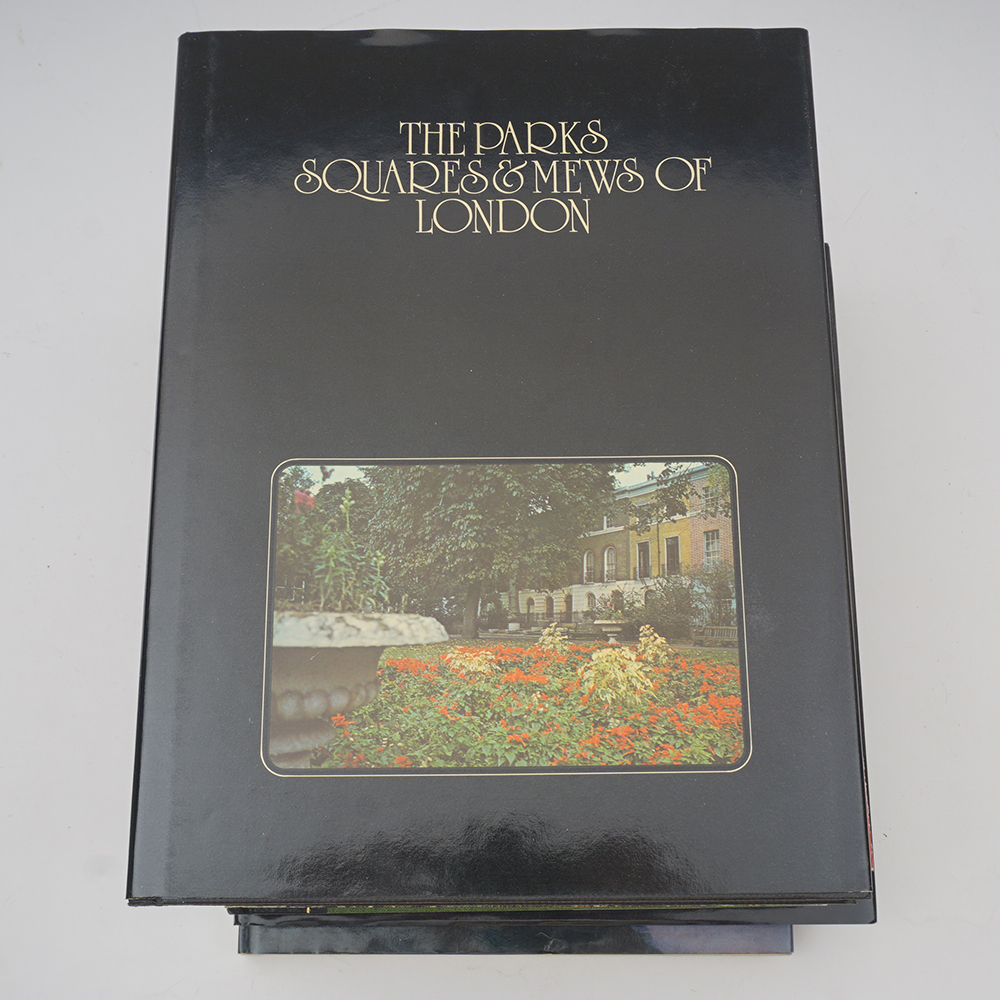 THE PARKS
SQUARES & MEWS OF
LONDON